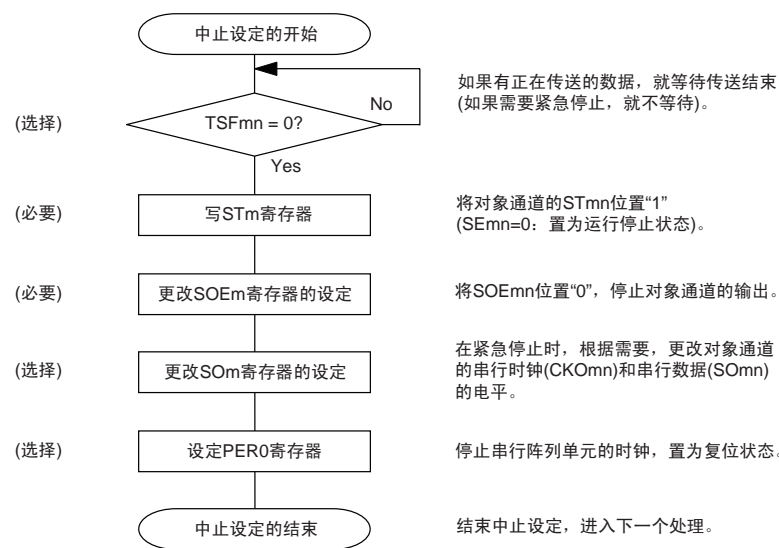 中止设定的开始
如果有正在传送的数据，就等待传送结束
(如果需要紧急停止，就不等待)。
No
(选择)
TSFmn = 0?
Yes
(必要)
写STm寄存器
将对象通道的STmn位置“1”
(SEmn=0：置为运行停止状态)。
(必要)
更改SOEm寄存器的设定
将SOEmn位置“0”，停止对象通道的输出。
(选择)
更改SOm寄存器的设定
在紧急停止时，根据需要，更改对象通道
的串行时钟(CKOmn)和串行数据(SOmn)
的电平。
(选择)
设定PER0寄存器
停止串行阵列单元的时钟，置为复位状态。
中止设定的结束
结束中止设定，进入下一个处理。